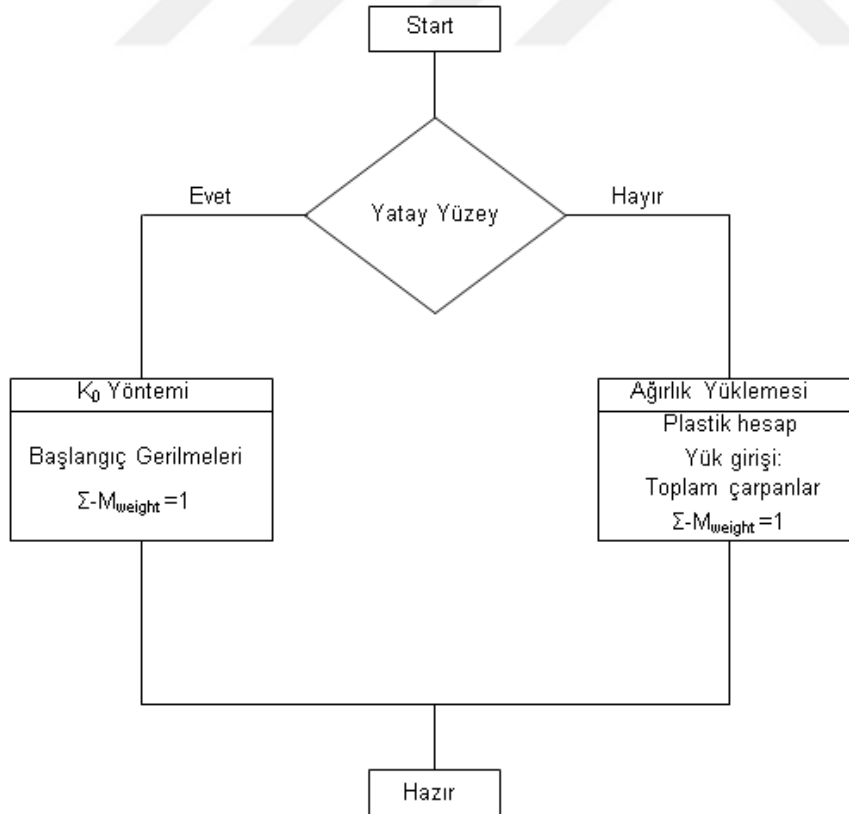 Start
Evet
Yatay Yüzey
Hayır
K₀ Yöntemi
Başlangıç Gerilmeleri
Σ-Mweight=1
Ağırlık Yüklemesi
Plastik hesap
Yük girişi:
Toplam çarpanlar
Σ-Mweight=1
Hazır